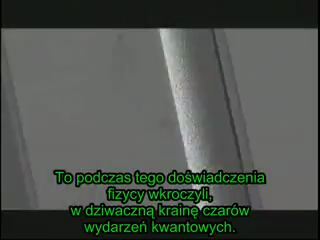 To podczas tego doświadczenia
fizycy wkroczyli,
w dziwaczną krainę czarów
wydarzeń kwantowych.